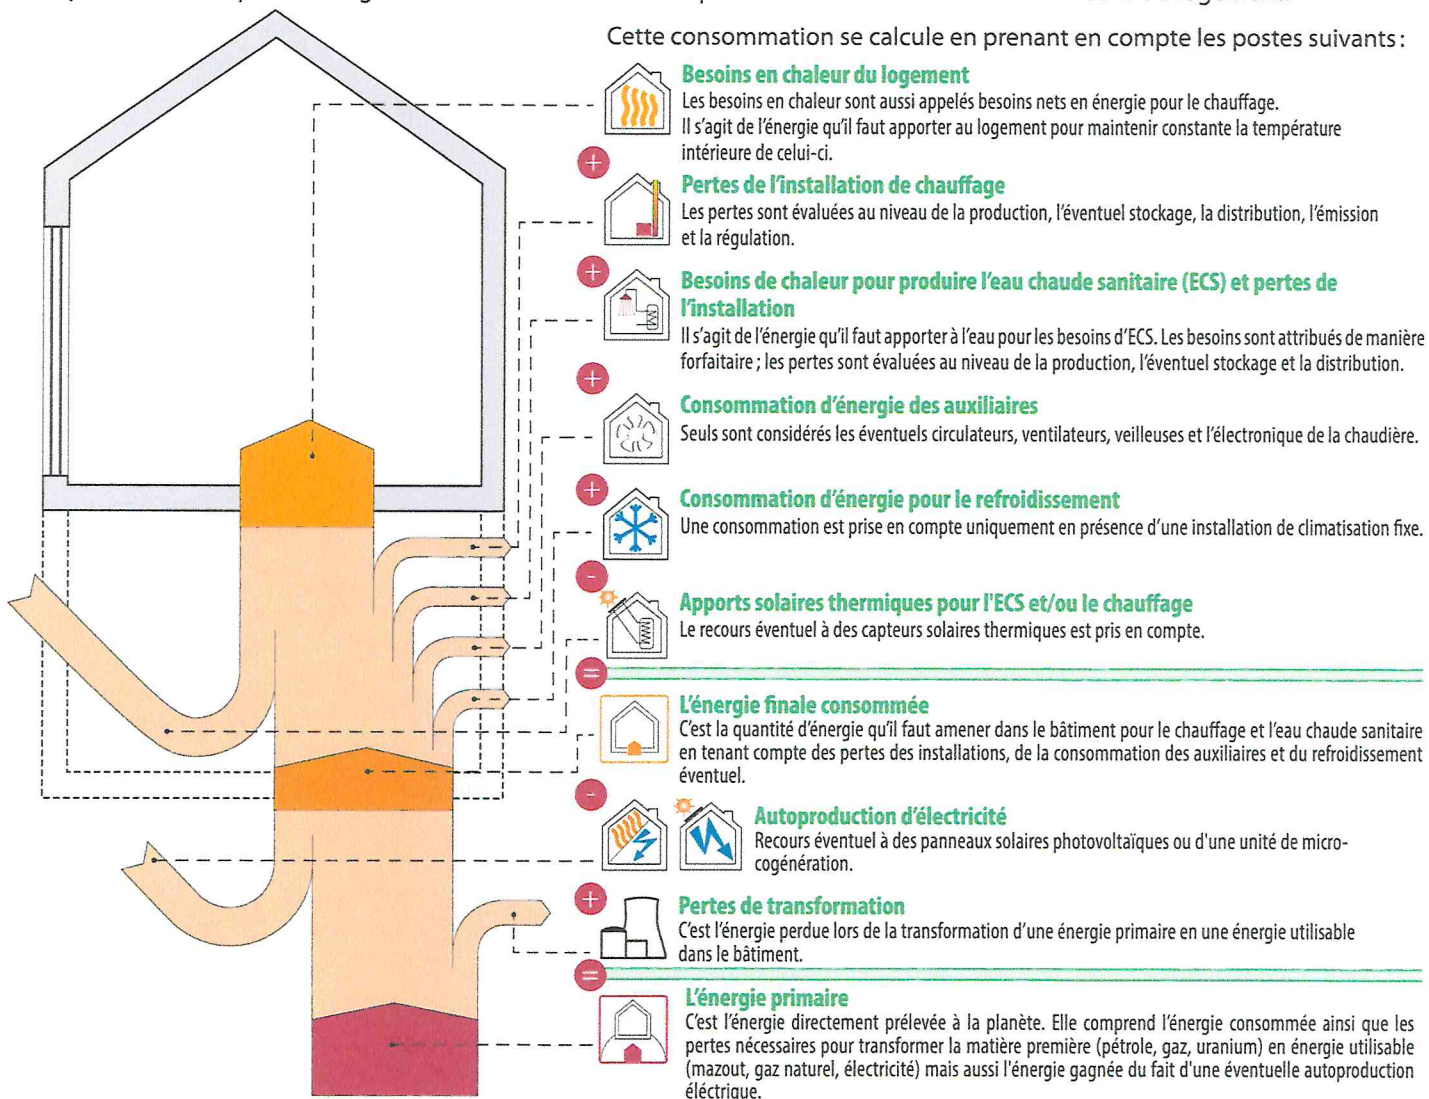 Cette consommation se calcule en prenant en compte les postes suivants :
Besoins en chaleur du logement
Les besoins en chaleur sont aussi appelés besoins nets en énergie pour le chauffage.
Il s'agit de l'énergie qu'il faut apporter au logement pour maintenir constante la température
intérieure de celui-ci.
+
Pertes de l'installation de chauffage
Les pertes sont évaluées au niveau de la production, l'éventuel stockage, la distribution, l'émission
et la régulation.
+
Besoins de chaleur pour produire l'eau chaude sanitaire (ECS) et pertes de
l'installation
Il s'agit de l'énergie qu'il faut apporter à l'eau pour les besoins d'ECS. Les besoins sont attribués de manière
forfaitaire ; les pertes sont évaluées au niveau de la production, l'éventuel stockage et la distribution.
+
Consommation d'énergie des auxiliaires
Seuls sont considérés les éventuels circulateurs, ventilateurs, veilleuses et l'électronique de la chaudière.
+
Consommation d'énergie pour le refroidissement
Une consommation est prise en compte uniquement en présence d'une installation de climatisation fixe.
-
Apports solaires thermiques pour l'ECS et/ou le chauffage
Le recours éventuel à des capteurs solaires thermiques est pris en compte.
=
L'énergie finale consommée
C'est la quantité d'énergie qu'il faut amener dans le bâtiment pour le chauffage et l'eau chaude sanitaire
en tenant compte des pertes des installations, de la consommation des auxiliaires et du refroidissement
éventuel.
-
Autoproduction d'électricité
Recours éventuel à des panneaux solaires photovoltaïques ou d'une unité de micro-
cogénération.
+
Pertes de transformation
C'est l'énergie perdue lors de la transformation d'une énergie primaire en une énergie utilisable
dans le bâtiment.
=
L'énergie primaire
C'est l'énergie directement prélevée à la planète. Elle comprend l'énergie consommée ainsi que les
pertes nécessaires pour transformer la matière première (pétrole, gaz, uranium) en énergie utilisable
(mazout, gaz naturel, électricité) mais aussi l'énergie gagnée du fait d'une éventuelle autoproduction
éléctrique.